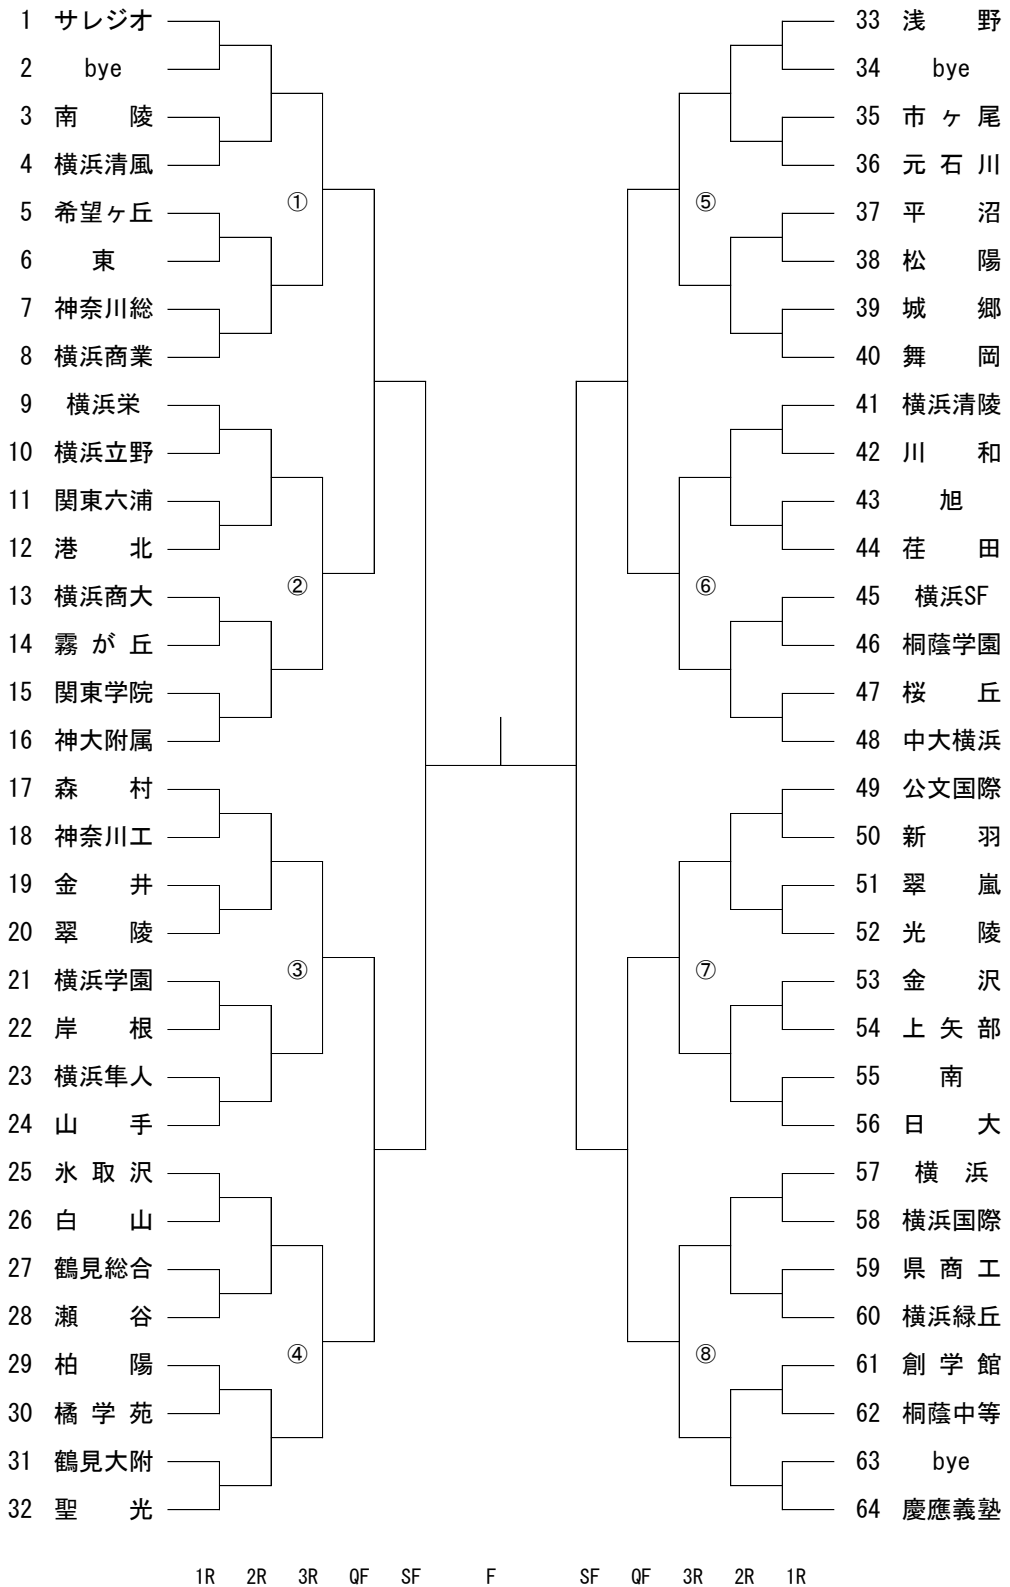 1 サレジオ
2 bye
3 南 陵
4 横浜清風
5 希望ヶ丘
6 東
7 神奈川総
8 横浜商業
9 横浜栄
10 横浜立野
11 関東六浦
12 港 北
13 横浜商大
14 霧が丘
15 関東学院
16 神大附属
17 森 村
18 神奈川工
19 金 井
20 翠 陵
21 横浜学園
22 岸 根
23 横浜隼人
24 山 手
25 氷取沢
26 白 山
27 鶴見総合
28 瀬 谷
29 柏 陽
30 橘学苑
31 鶴見大附
32 聖 光
①
②
③
④
33 浅 野
34 bye
35 市ヶ尾
36 元石川
37 平 沼
38 松 陽
39 城 郷
40 舞 岡
41 横浜清陵
42 川 和
43 旭
44 荏 田
45 横浜SF
46 桐蔭学園
47 桜 丘
48 中大横浜
49 公文国際
50 新 羽
51 翠 嵐
52 光 陵
53 金 沢
54 上矢部
55 南
56 日 大
57 横 浜
58 横浜国際
59 県商工
60 横浜緑丘
61 創学館
62 桐蔭中等
63 bye
64 慶應義塾
⑤
⑥
⑦
⑧
1R 2R 3R QF SF F SF QF 3R 2R 1R